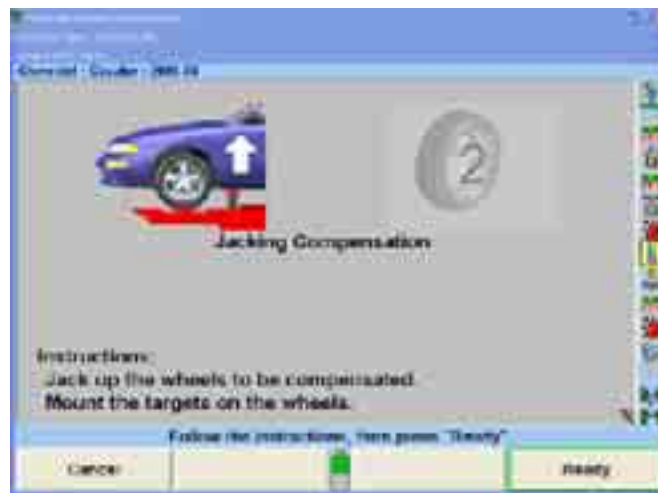 2
Jacking Compensation
Instructions:
Jack up the wheels to be compensated.
Mount the targets on the wheels.
Follow the instructions, then press "Ready"
Cancel
Ready